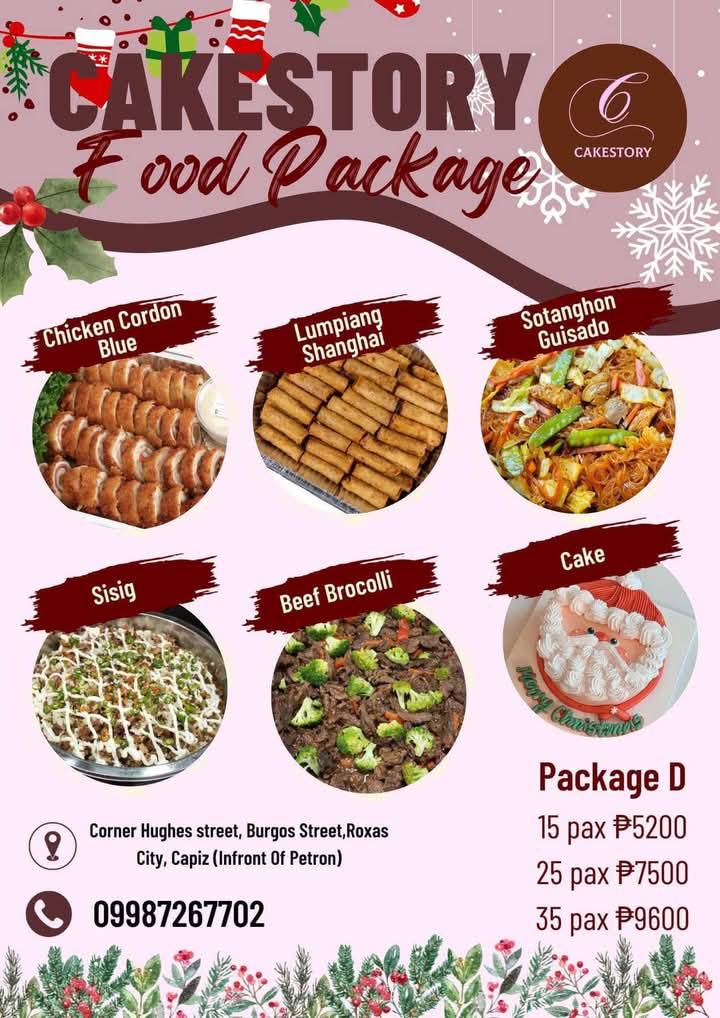 CAKESTORY
Food Package
C
CAKESTORY
Chicken Cordon
Blue
Lumpiang
Shanghai
Sotanghon
Guisado
Sisig
Beef Brocolli
Cake
Merry Christmas
Package D
15 pax ₱5200
25 pax ₱7500
35 pax ₱9600
Corner Hughes street, Burgos Street,Roxas
City, Capiz (Infront Of Petron)
09987267702